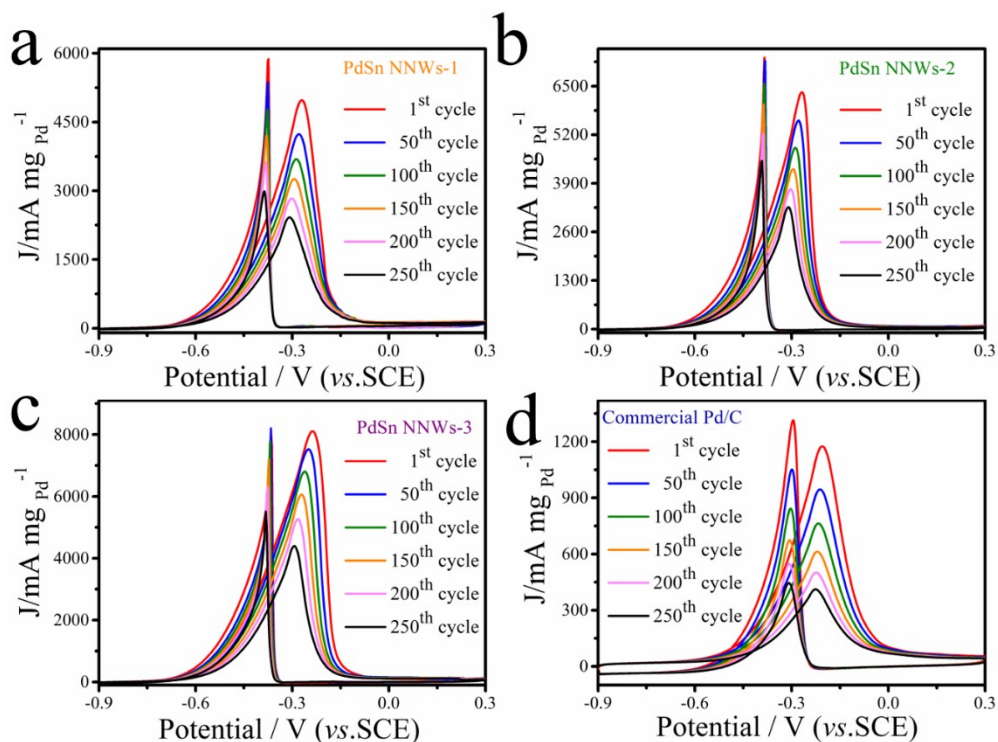 a
PdSn NNWs-1
1st cycle
50th cycle
100th cycle
150th cycle
200th cycle
250th cycle
6000
4500
3000
1500
0
J/mA mg Pd -1
-0.9 -0.6 -0.3 0.0 0.3
Potential / V (vs.SCE)
b
PdSn NNWs-2
1st cycle
50th cycle
100th cycle
150th cycle
200th cycle
250th cycle
6500
5200
3900
2600
1300
0
J/mA mg Pd -1
-0.9 -0.6 -0.3 0.0 0.3
Potential / V (vs.SCE)
c
PdSn NNWs-3
1st cycle
50th cycle
100th cycle
150th cycle
200th cycle
250th cycle
8000
6000
4000
2000
0
J/mA mg Pd -1
-0.9 -0.6 -0.3 0.0 0.3
Potential / V (vs.SCE)
d
Commercial Pd/C
1st cycle
50th cycle
100th cycle
150th cycle
200th cycle
250th cycle
1200
900
600
300
0
J/mA mg Pd -1
-0.9 -0.6 -0.3 0.0 0.3
Potential / V (vs.SCE)